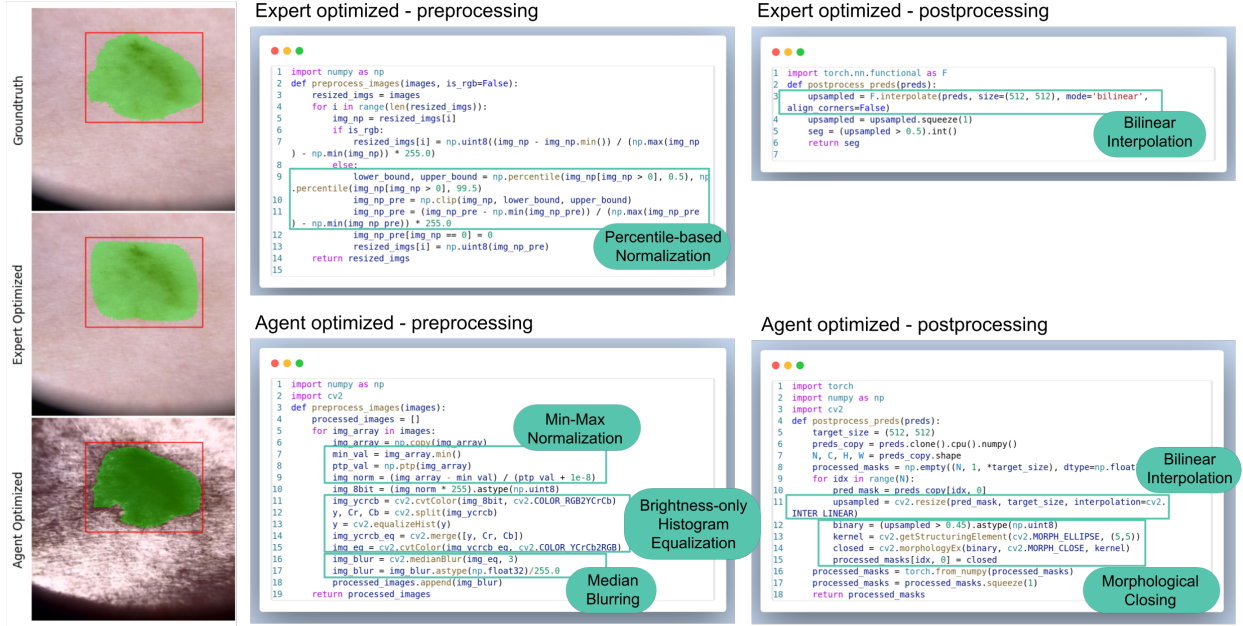 Groundtruth
Expert Optimized
Agent Optimized
Expert optimized - preprocessing
1 import numpy as np
2 def preprocess_images(images, is_rgb=False):
3 resized_imgs = images
4 for i in range(len(resized_imgs)):
5 img_np = resized_imgs[i]
6 if is_rgb:
7 resized_imgs[i] = np.uint8((img_np - img_np.min()) / (np.max(img_np
) - np.min(img_np)) * 255.0)
8 else:
9 lower_bound, upper_bound = np.percentile(img_np[img_np > 0], 0.5), np
.percentile(img_np[img_np > 0], 99.5)
10 img_np_pre = np.clip(img_np, lower_bound, upper_bound)
11 img_np_pre = (img_np_pre - np.min(img_np_pre)) / (np.max(img_np_pre
) - np.min(img_np_pre)) * 255.0
12 img_np_pre[img_np == 0] = 0
13 resized_imgs[i] = np.uint8(img_np_pre)
14 return resized_imgs
15
Percentile-based
Normalization
Expert optimized - postprocessing
1 import torch.nn.functional as F
2 def postprocess_preds(preds):
3 upsampled = F.interpolate(preds, size=(512, 512), mode='bilinear',
align_corners=False)
4 upsampled = upsampled.squeeze(1)
5 seg = (upsampled > 0.5).int()
6 return seg
7
Bilinear
Interpolation
Agent optimized - preprocessing
1 import numpy as np
2 import cv2
3 def preprocess_images(images):
4 processed_images = []
5 for img_array in images:
6 img_array = np.copy(img_array)
7 min_val = img_array.min()
8 ptp_val = np.ptp(img_array)
9 img_norm = (img_array - min_val) / (ptp_val + 1e-8)
10 img_8bit = (img_norm * 255).astype(np.uint8)
11 img_ycrcb = cv2.cvtColor(img_8bit, cv2.COLOR_RGB2YCrCb)
12 y, Cr, Cb = cv2.split(img_ycrcb)
13 y = cv2.equalizeHist(y)
14 img_ycrcb_eq = cv2.merge([y, Cr, Cb])
15 img_eq = cv2.cvtColor(img_ycrcb_eq, cv2.COLOR_YCrCb2RGB)
16 img_blur = cv2.medianBlur(img_eq, 3)
17 img_blur = img_blur.astype(np.float32)/255.0
18 processed_images.append(img_blur)
19 return processed_images
Min-Max
Normalization
Brightness-only
Histogram
Equalization
Median
Blurring
Agent optimized - postprocessing
1 import torch
2 import numpy as np
3 import cv2
4 def postprocess_preds(preds):
5 target_size = (512, 512)
6 preds_copy = preds.clone().cpu().numpy()
7 N, C, H, W = preds_copy.shape
8 processed_masks = np.empty((N, 1, *target_size), dtype=np.float
9 for idx in range(N):
10 pred_mask = preds_copy[idx, 0]
11 upsampled = cv2.resize(pred_mask, target_size, interpolation=cv2.
INTER_LINEAR)
12 binary = (upsampled > 0.45).astype(np.uint8)
13 kernel = cv2.getStructuringElement(cv2.MORPH_ELLIPSE, (5,5))
14 closed = cv2.morphologyEx(binary, cv2.MORPH_CLOSE, kernel)
15 processed_masks[idx, 0] = closed
16 processed_masks = torch.from_numpy(processed_masks)
17 processed_masks = processed_masks.squeeze(1)
18 return processed_masks
Bilinear
Interpolation
Morphological
Closing